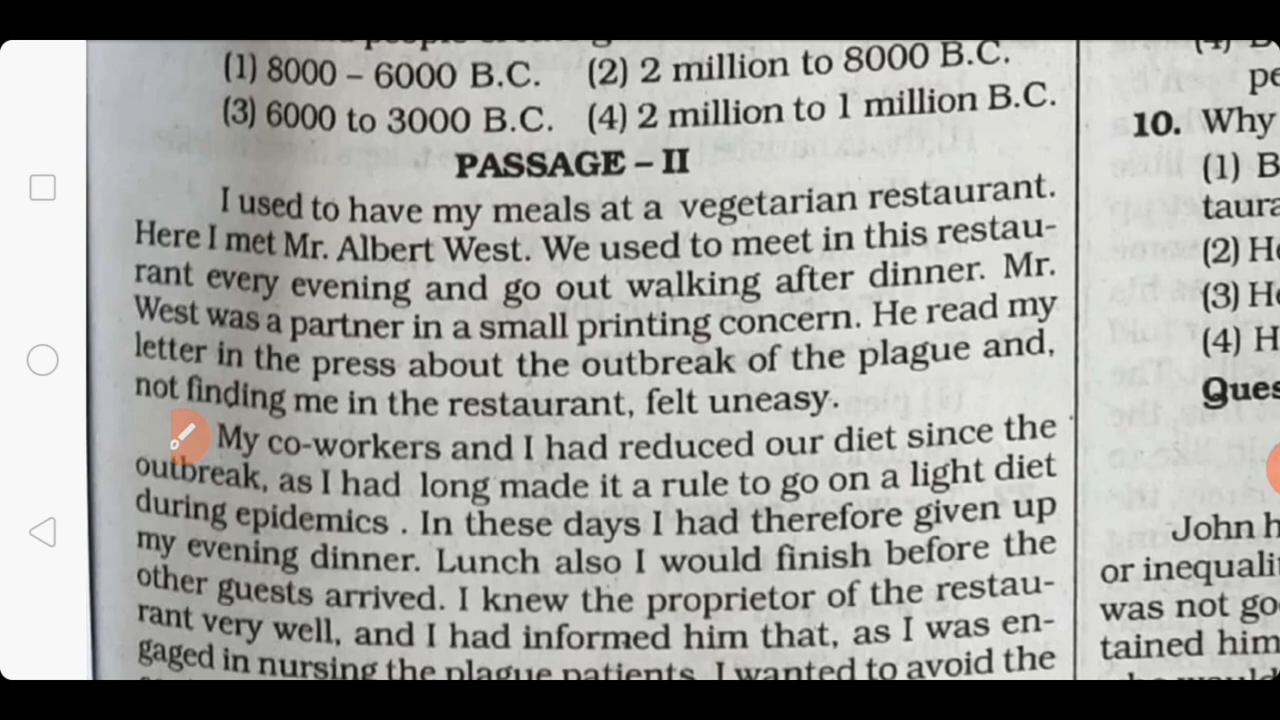 people
(1) 8000 – 6000 B.C. (2) 2 million to 8000 B.C.
(3) 6000 to 3000 B.C. (4) 2 million to 1 million B.C.
PASSAGE – II
I used to have my meals at a vegetarian restaurant.
Here I met Mr. Albert West. We used to meet in this restau-
rant every evening and go out walking after dinner. Mr.
West was a partner in a small printing concern. He read my
letter in the press about the outbreak of the plague and,
not finding me in the restaurant, felt uneasy.
My co-workers and I had reduced our diet since the
outbreak, as I had long made it a rule to go on a light diet
during epidemics . In these days I had therefore given up
my evening dinner. Lunch also I would finish before the
other guests arrived. I knew the proprietor of the restau-
rant very well, and I had informed him that, as I was en-
gaged in nursing the plague patients, I wanted to avoid the
(4)
pe
10. Why
(1) B
taura
(2) He
(3) He
(4) H
Ques
John h
or inequalit
was not go
tained him
would